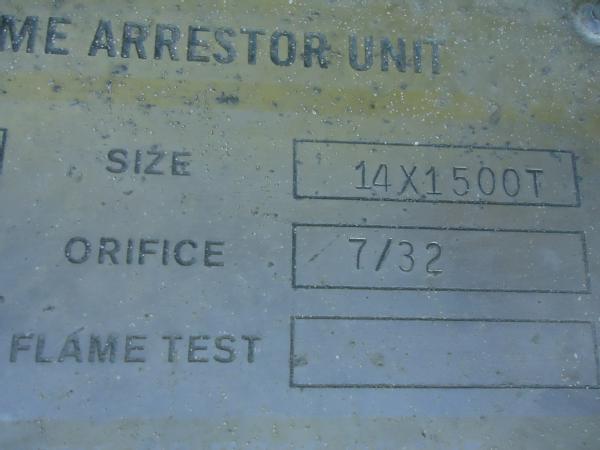 ME ARRESTOR UNIT
SIZE 14X1500T
ORIFICE 7/32
FLAME TEST